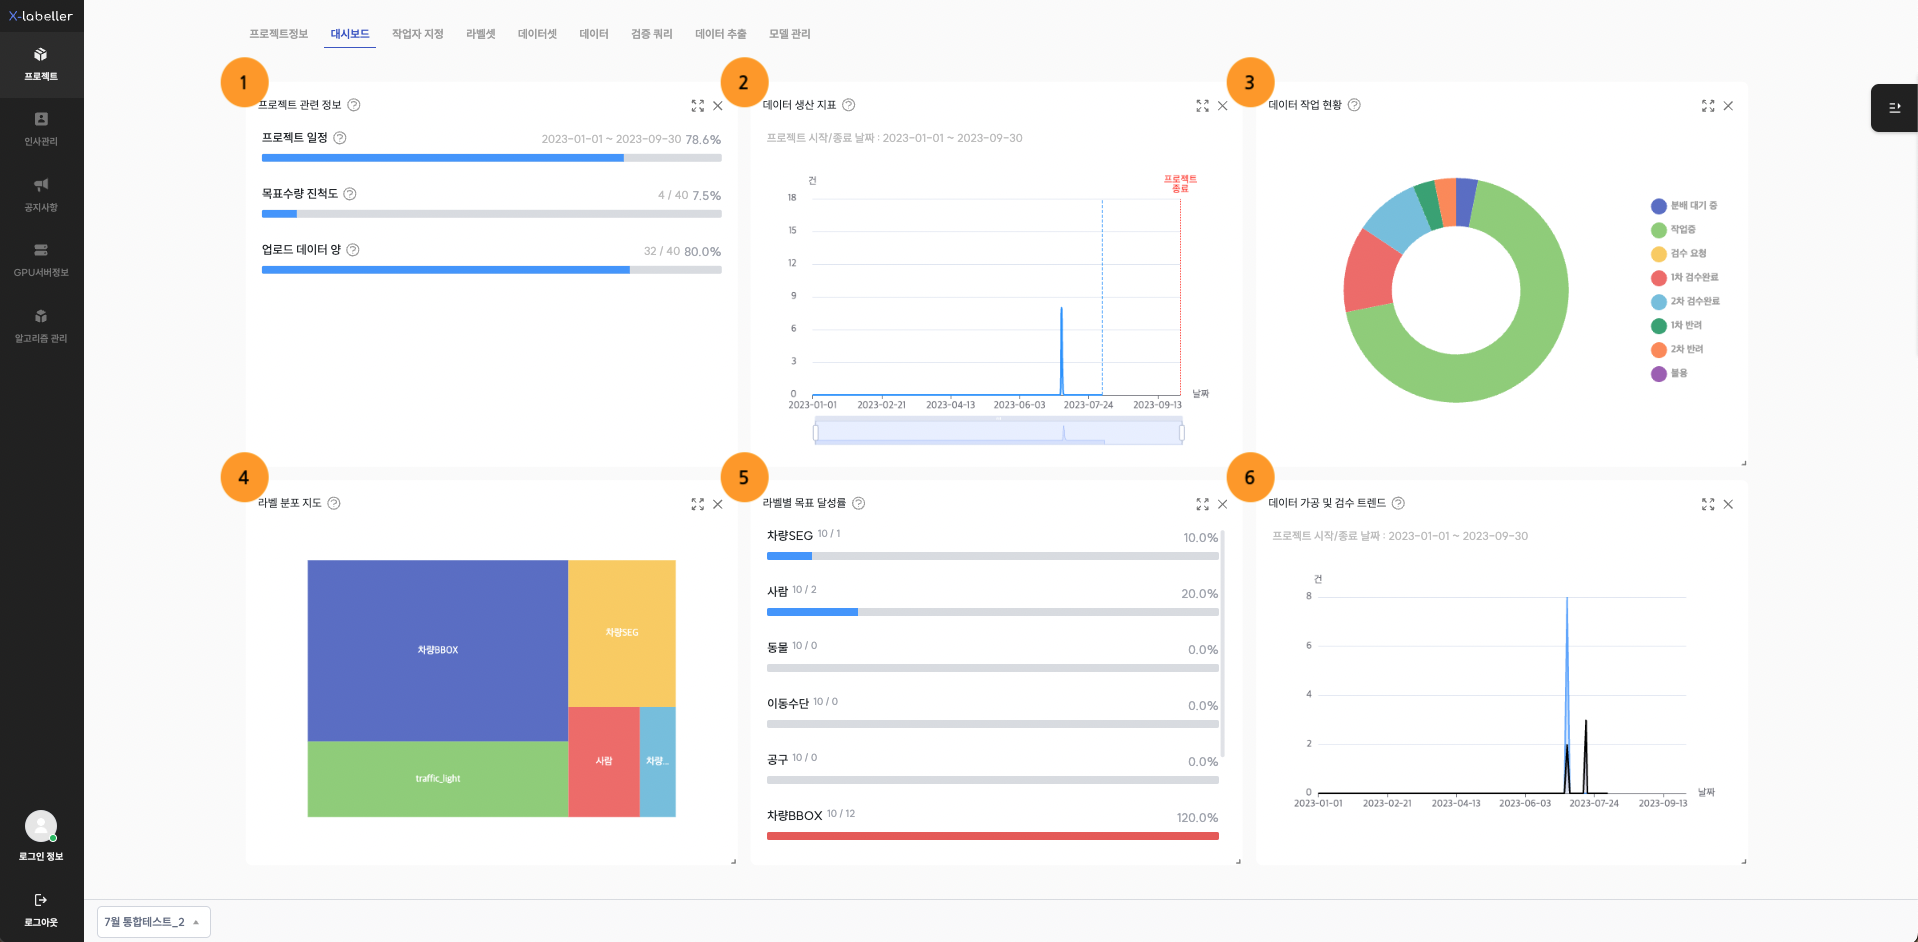 X-labeller
프로젝트
인사관리
공지사항
GPU서버정보
알고리즘 관리
로그인 정보
로그아웃
프로젝트정보 대시보드 작업자 지정 라벨셋 데이터셋 데이터 검증 쿼리 데이터 추출 모델 관리
1
프로젝트 관련 정보
프로젝트 일정 2023-01-01 ~ 2023-09-30 78.6%
목표수량 진척도 4 / 40 7.5%
업로드 데이터 양 32 / 40 80.0%
2
데이터 생산 지표
프로젝트 시작/종료 날짜 : 2023-01-01 ~ 2023-09-30
건
프로젝트
종료
18
15
12
9
6
3
0
날짜
2023-01-01 2023-02-21 2023-04-13 2023-06-03 2023-07-24 2023-09-13
3
데이터 작업 현황
분배 대기 중
작업중
검수 요청
1차 검수완료
2차 검수완료
1차 반려
2차 반려
불용
4
라벨 분포 지도
차량BBOX
차량SEG
traffic_light
사람
차량...
5
라벨별 목표 달성률
차량SEG 10 / 1 10.0%
사람 10 / 2 20.0%
동물 10 / 0 0.0%
이동수단 10 / 0 0.0%
공구 10 / 0 0.0%
차량BBOX 10 / 12 120.0%
6
데이터 가공 및 검수 트렌드
프로젝트 시작/종료 날짜 : 2023-01-01 ~ 2023-09-30
건
8
6
4
2
0
날짜
2023-01-01 2023-02-21 2023-04-13 2023-06-03 2023-07-24 2023-09-13
7월 통합테스트_2